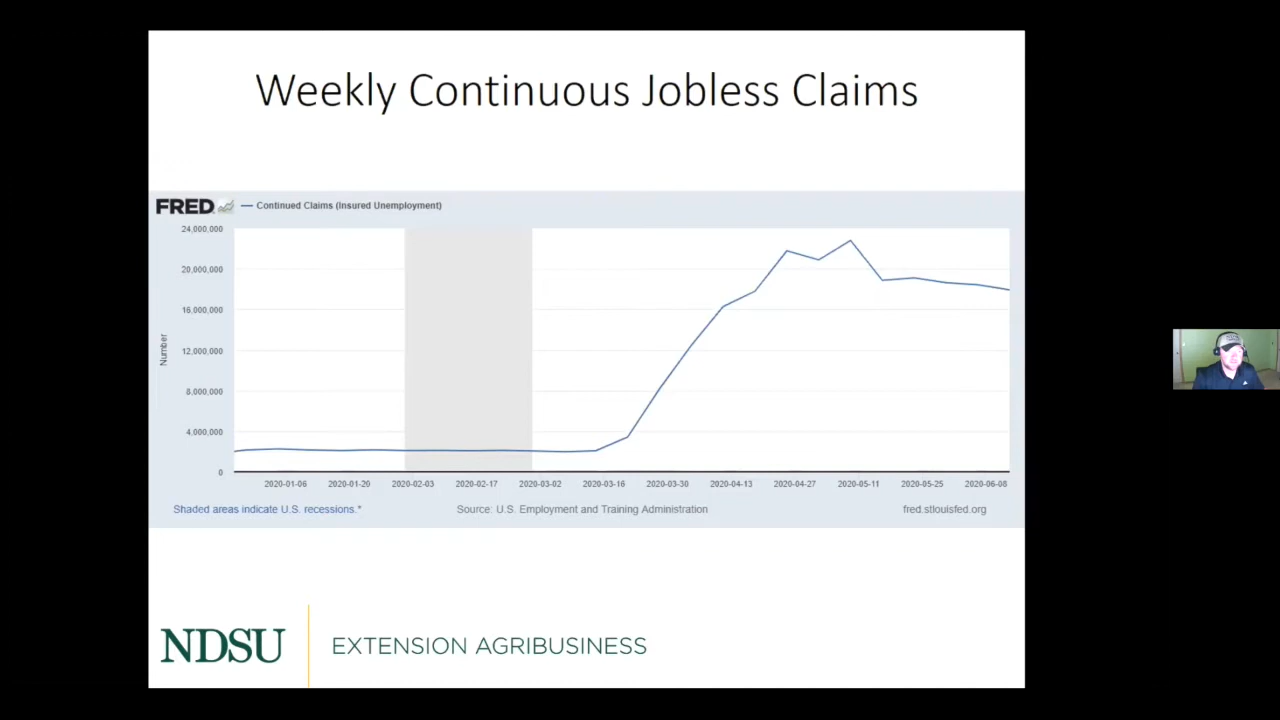 Weekly Continuous Jobless Claims
FRED — Continued Claims (Insured Unemployment)
24,000,000
20,000,000
16,000,000
12,000,000
8,000,000
4,000,000
0
Number
2020-01-06 2020-01-20 2020-02-03 2020-02-17 2020-03-02 2020-03-16 2020-03-30 2020-04-13 2020-04-27 2020-05-11 2020-05-25 2020-06-08
Shaded areas indicate U.S. recessions.* Source: U.S. Employment and Training Administration fred.stlouisfed.org
NDSU EXTENSION AGRIBUSINESS